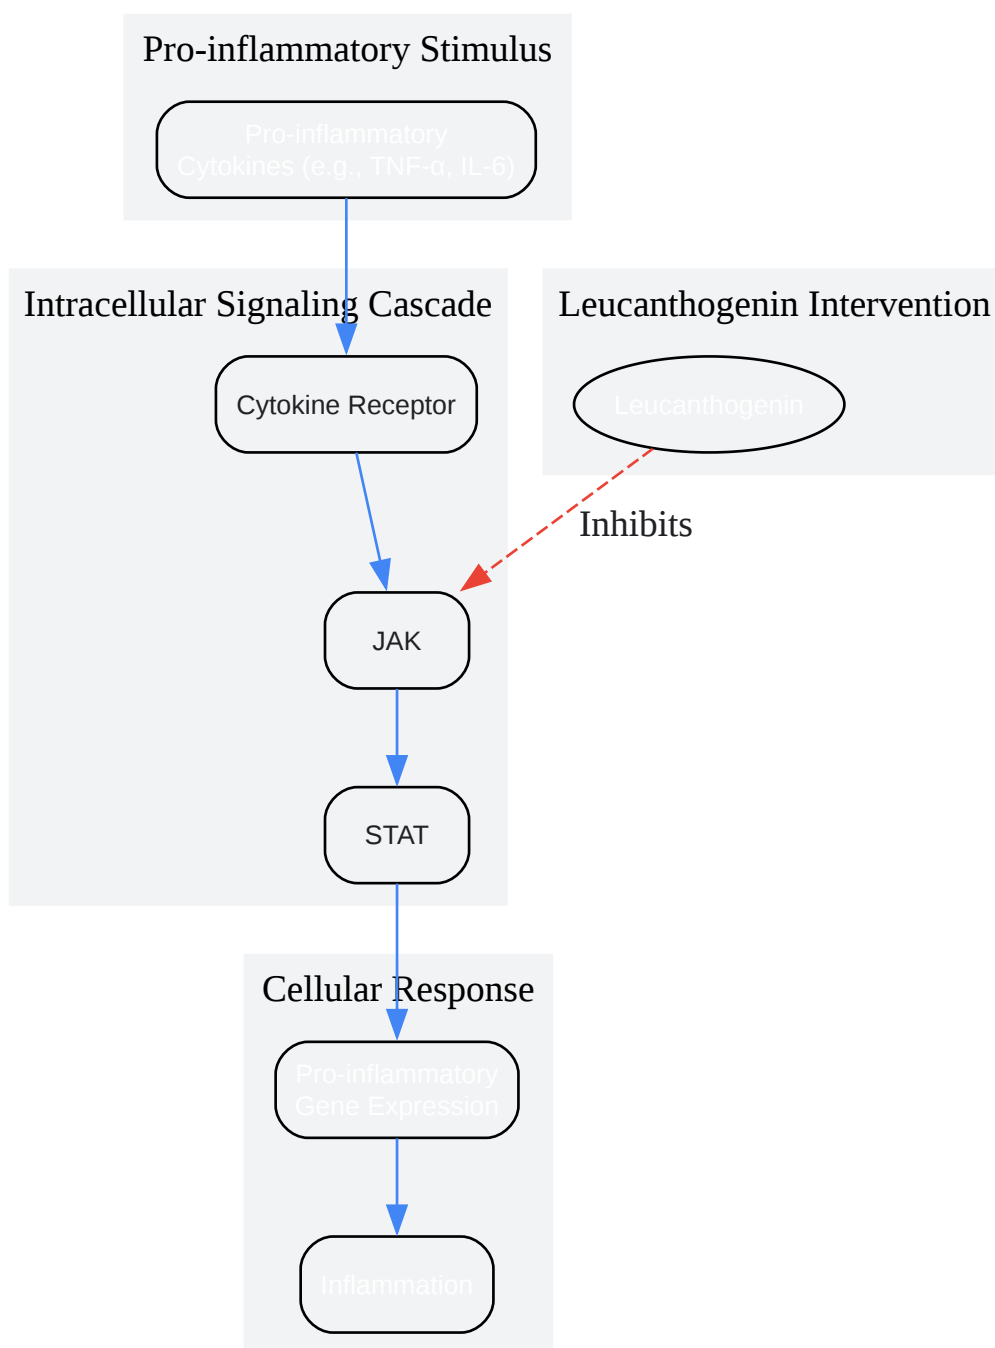 Pro-inflammatory Stimulus
Pro-inflammatory
Cytokines (e.g., TNF-α, IL-6)
Intracellular Signaling Cascade
Leucanthogenin Intervention
Cytokine Receptor
Leucanthogenin
Inhibits
JAK
STAT
Cellular Response
Pro-inflammatory
Gene Expression
Inflammation